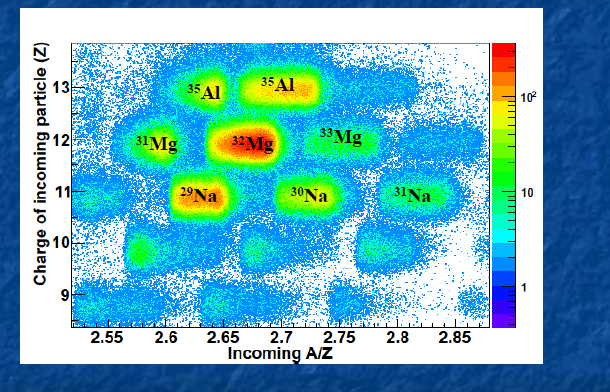 Charge of incoming particle (Z)
13
12
11
10
9
³⁵Al
³⁵Al
³¹Mg
³²Mg
³³Mg
²⁹Na
³⁰Na
³¹Na
10²
10
1
2.55
2.6
2.65
2.7
2.75
2.8
2.85
Incoming A/Z